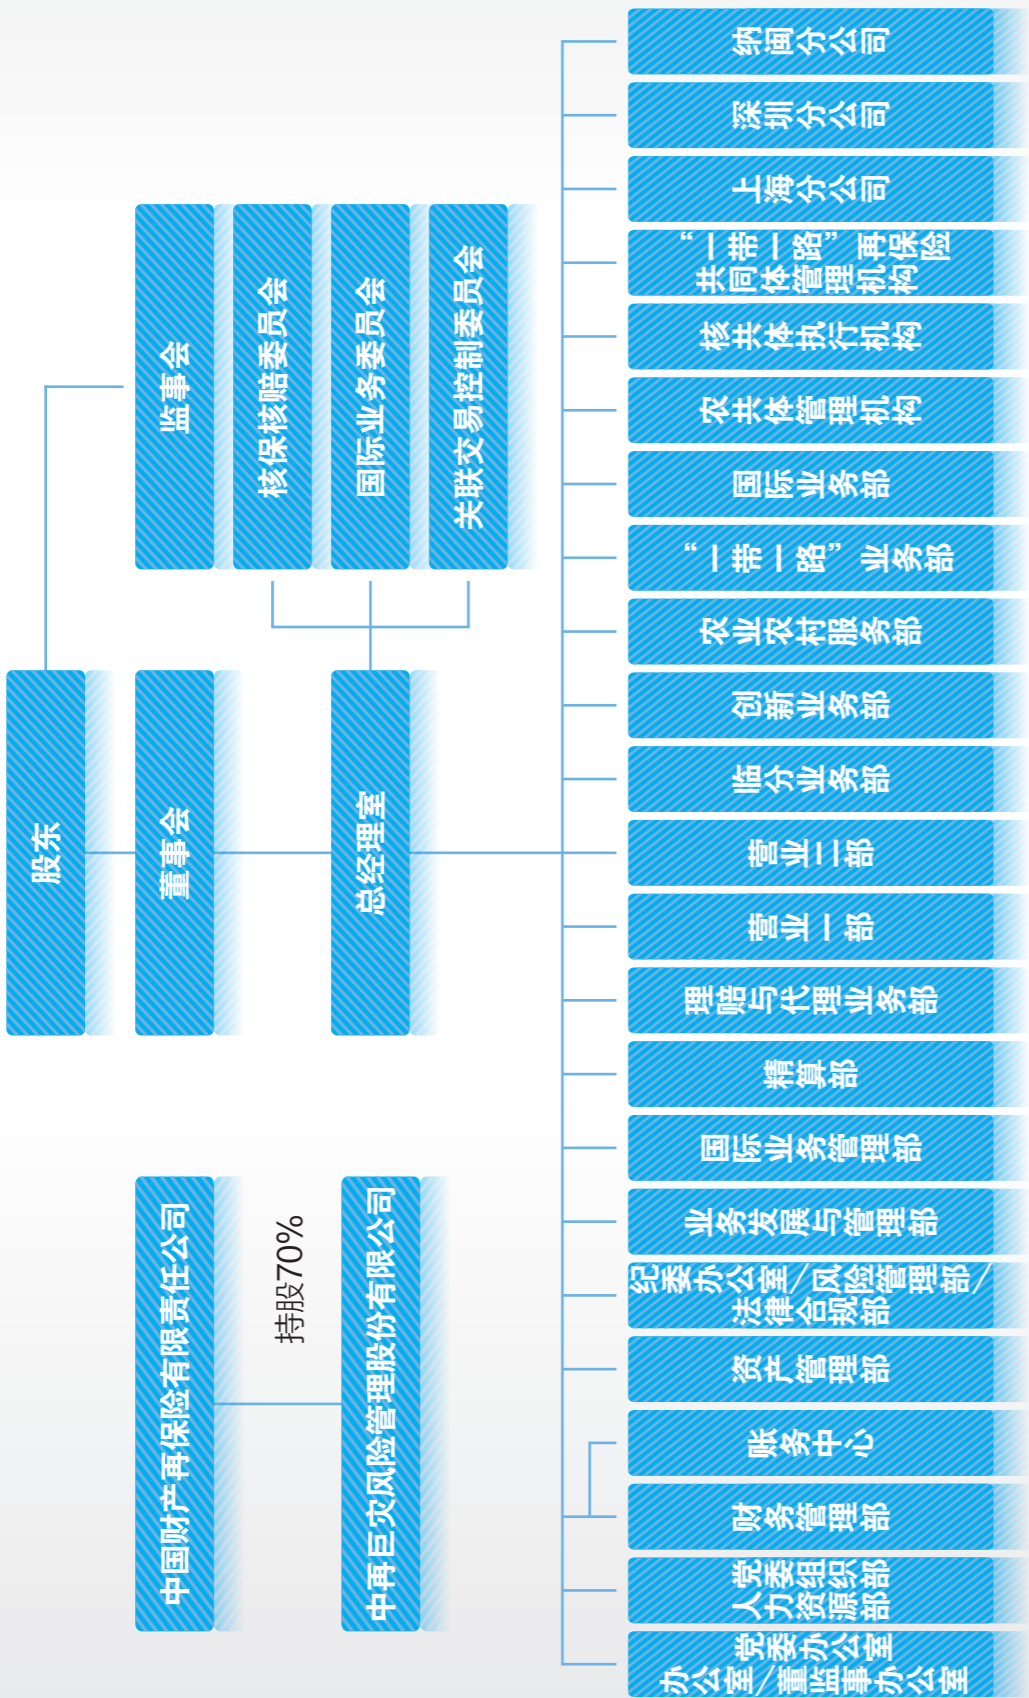 股东
中国财产再保险有限责任公司
董事会
监事会
核保核赔委员会
持股70%
中再巨灾风险管理股份有限公司
总经理室
国际业务委员会
关联交易控制委员会
党委办公室
办公室/董监事办公室
党委组织部
人力资源部
财务管理部
账务中心
资产管理部
纪委办公室/风险管理部/
法律合规部
业务发展与管理部
国际业务管理部
精算部
理赔与代理业务部
营业一部
营业二部
临分业务部
创新业务部
农业农村服务部
“一带一路”业务部
国际业务部
农共体管理机构
核共体执行机构
“一带一路”再保险
共同体管理机构
上海分公司
深圳分公司
纳闽分公司